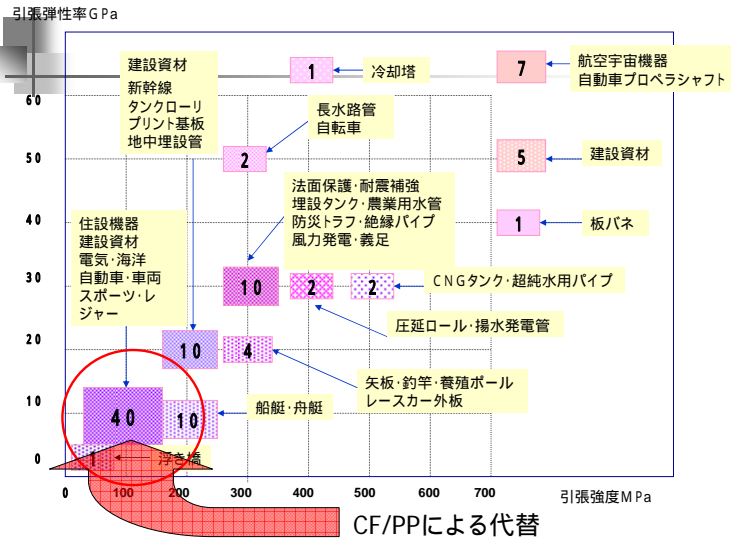 引張弾性率GPa
建設資材
新幹線
タンクローリ
プリント基板
地中埋設管
1
冷却塔
7
航空宇宙機器
自動車プロペラシャフト
60
長水路管
自転車
50
2
5
建設資材
法面保護・耐震補強
埋設タンク・農業用水管
防災トラフ・絶縁パイプ
風力発電・義足
40
住設機器
建設資材
電気・海洋
自動車・車両
スポーツ・レ
ジャー
1
板バネ
30
10
2
2
CNGタンク・超純水用パイプ
圧延ロール・揚水発電管
20
10
4
矢板・釣竿・養殖ポール
レースカー外板
10
40
10
船艇・舟艇
0
1
浮き橋
0
100
200
300
400
500
600
700
引張強度MPa
CF/PPによる代替